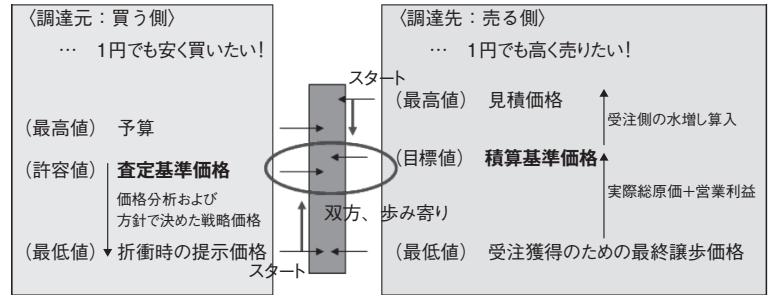 〈調達元：買う側〉
… 1円でも安く買いたい!
(最高値) 予算
(許容値) 査定基準価格
価格分析および
方針で決めた戦略価格
(最低値) 折衝時の提示価格
スタート
スタート
双方、歩み寄り
〈調達先：売る側〉
… 1円でも高く売りたい!
(最高値) 見積価格
受注側の水増し算入
(目標値) 積算基準価格
実際総原価+営業利益
(最低値) 受注獲得のための最終譲歩価格